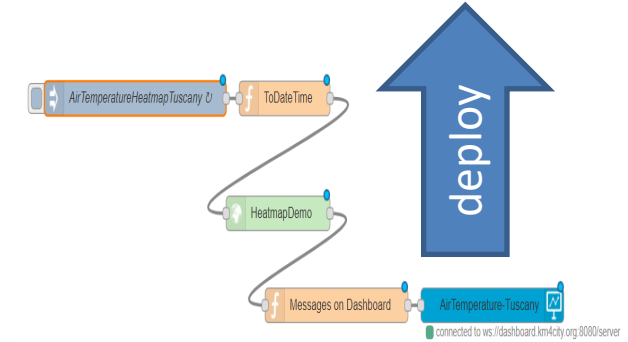 AirTemperatureHeatmapTuscany ↻
ToDateTime
deploy
HeatmapDemo
Messages on Dashboard
AirTemperature-Tuscany
connected to ws://dashboard.km4city.org:8080/server